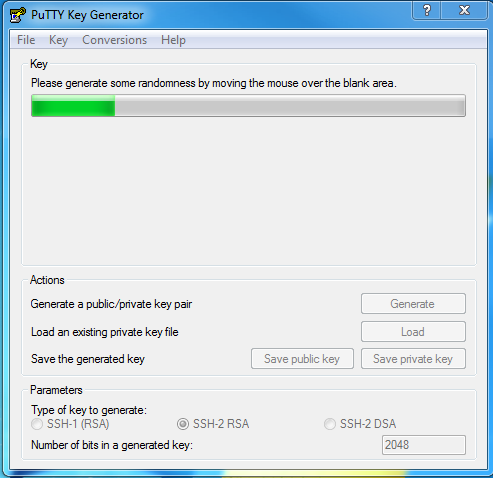 PuTTY Key Generator
File Key Conversions Help
Key
Please generate some randomness by moving the mouse over the blank area.
Actions
Generate a public/private key pair
Generate
Load an existing private key file
Load
Save the generated key
Save public key
Save private key
Parameters
Type of key to generate:
SSH-1 (RSA)
SSH-2 RSA
SSH-2 DSA
Number of bits in a generated key:
2048